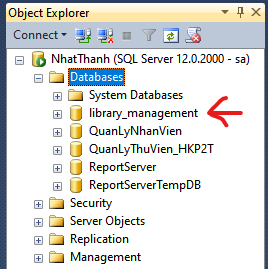 Object Explorer
Connect
NhatThanh (SQL Server 12.0.2000 - sa)
Databases
System Databases
library_management
QuanLyNhanVien
QuanLyThuVien_HKP2T
ReportServer
ReportServerTempDB
Security
Server Objects
Replication
Management